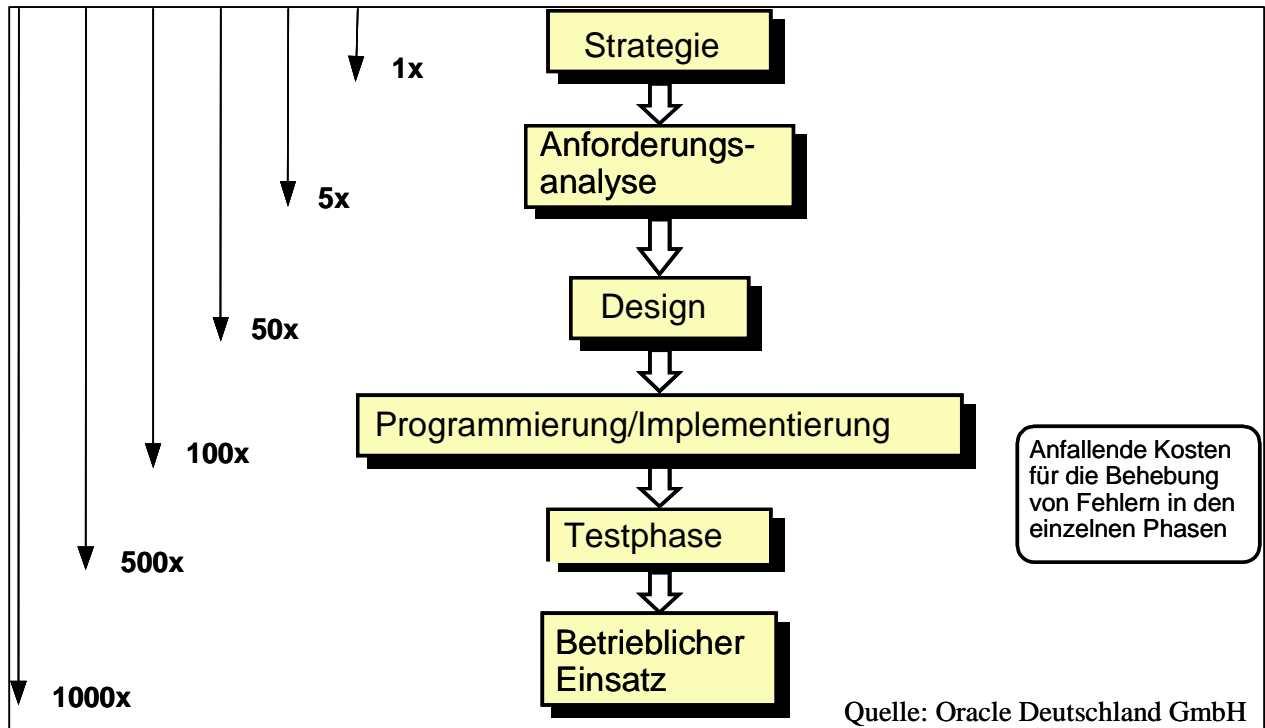 Strategie
1x
Anforderungs-
analyse
5x
Design
50x
Programmierung/Implementierung
100x
Anfallende Kosten
für die Behebung
von Fehlern in den
einzelnen Phasen
Testphase
500x
Betrieblicher
Einsatz
1000x
Quelle: Oracle Deutschland GmbH